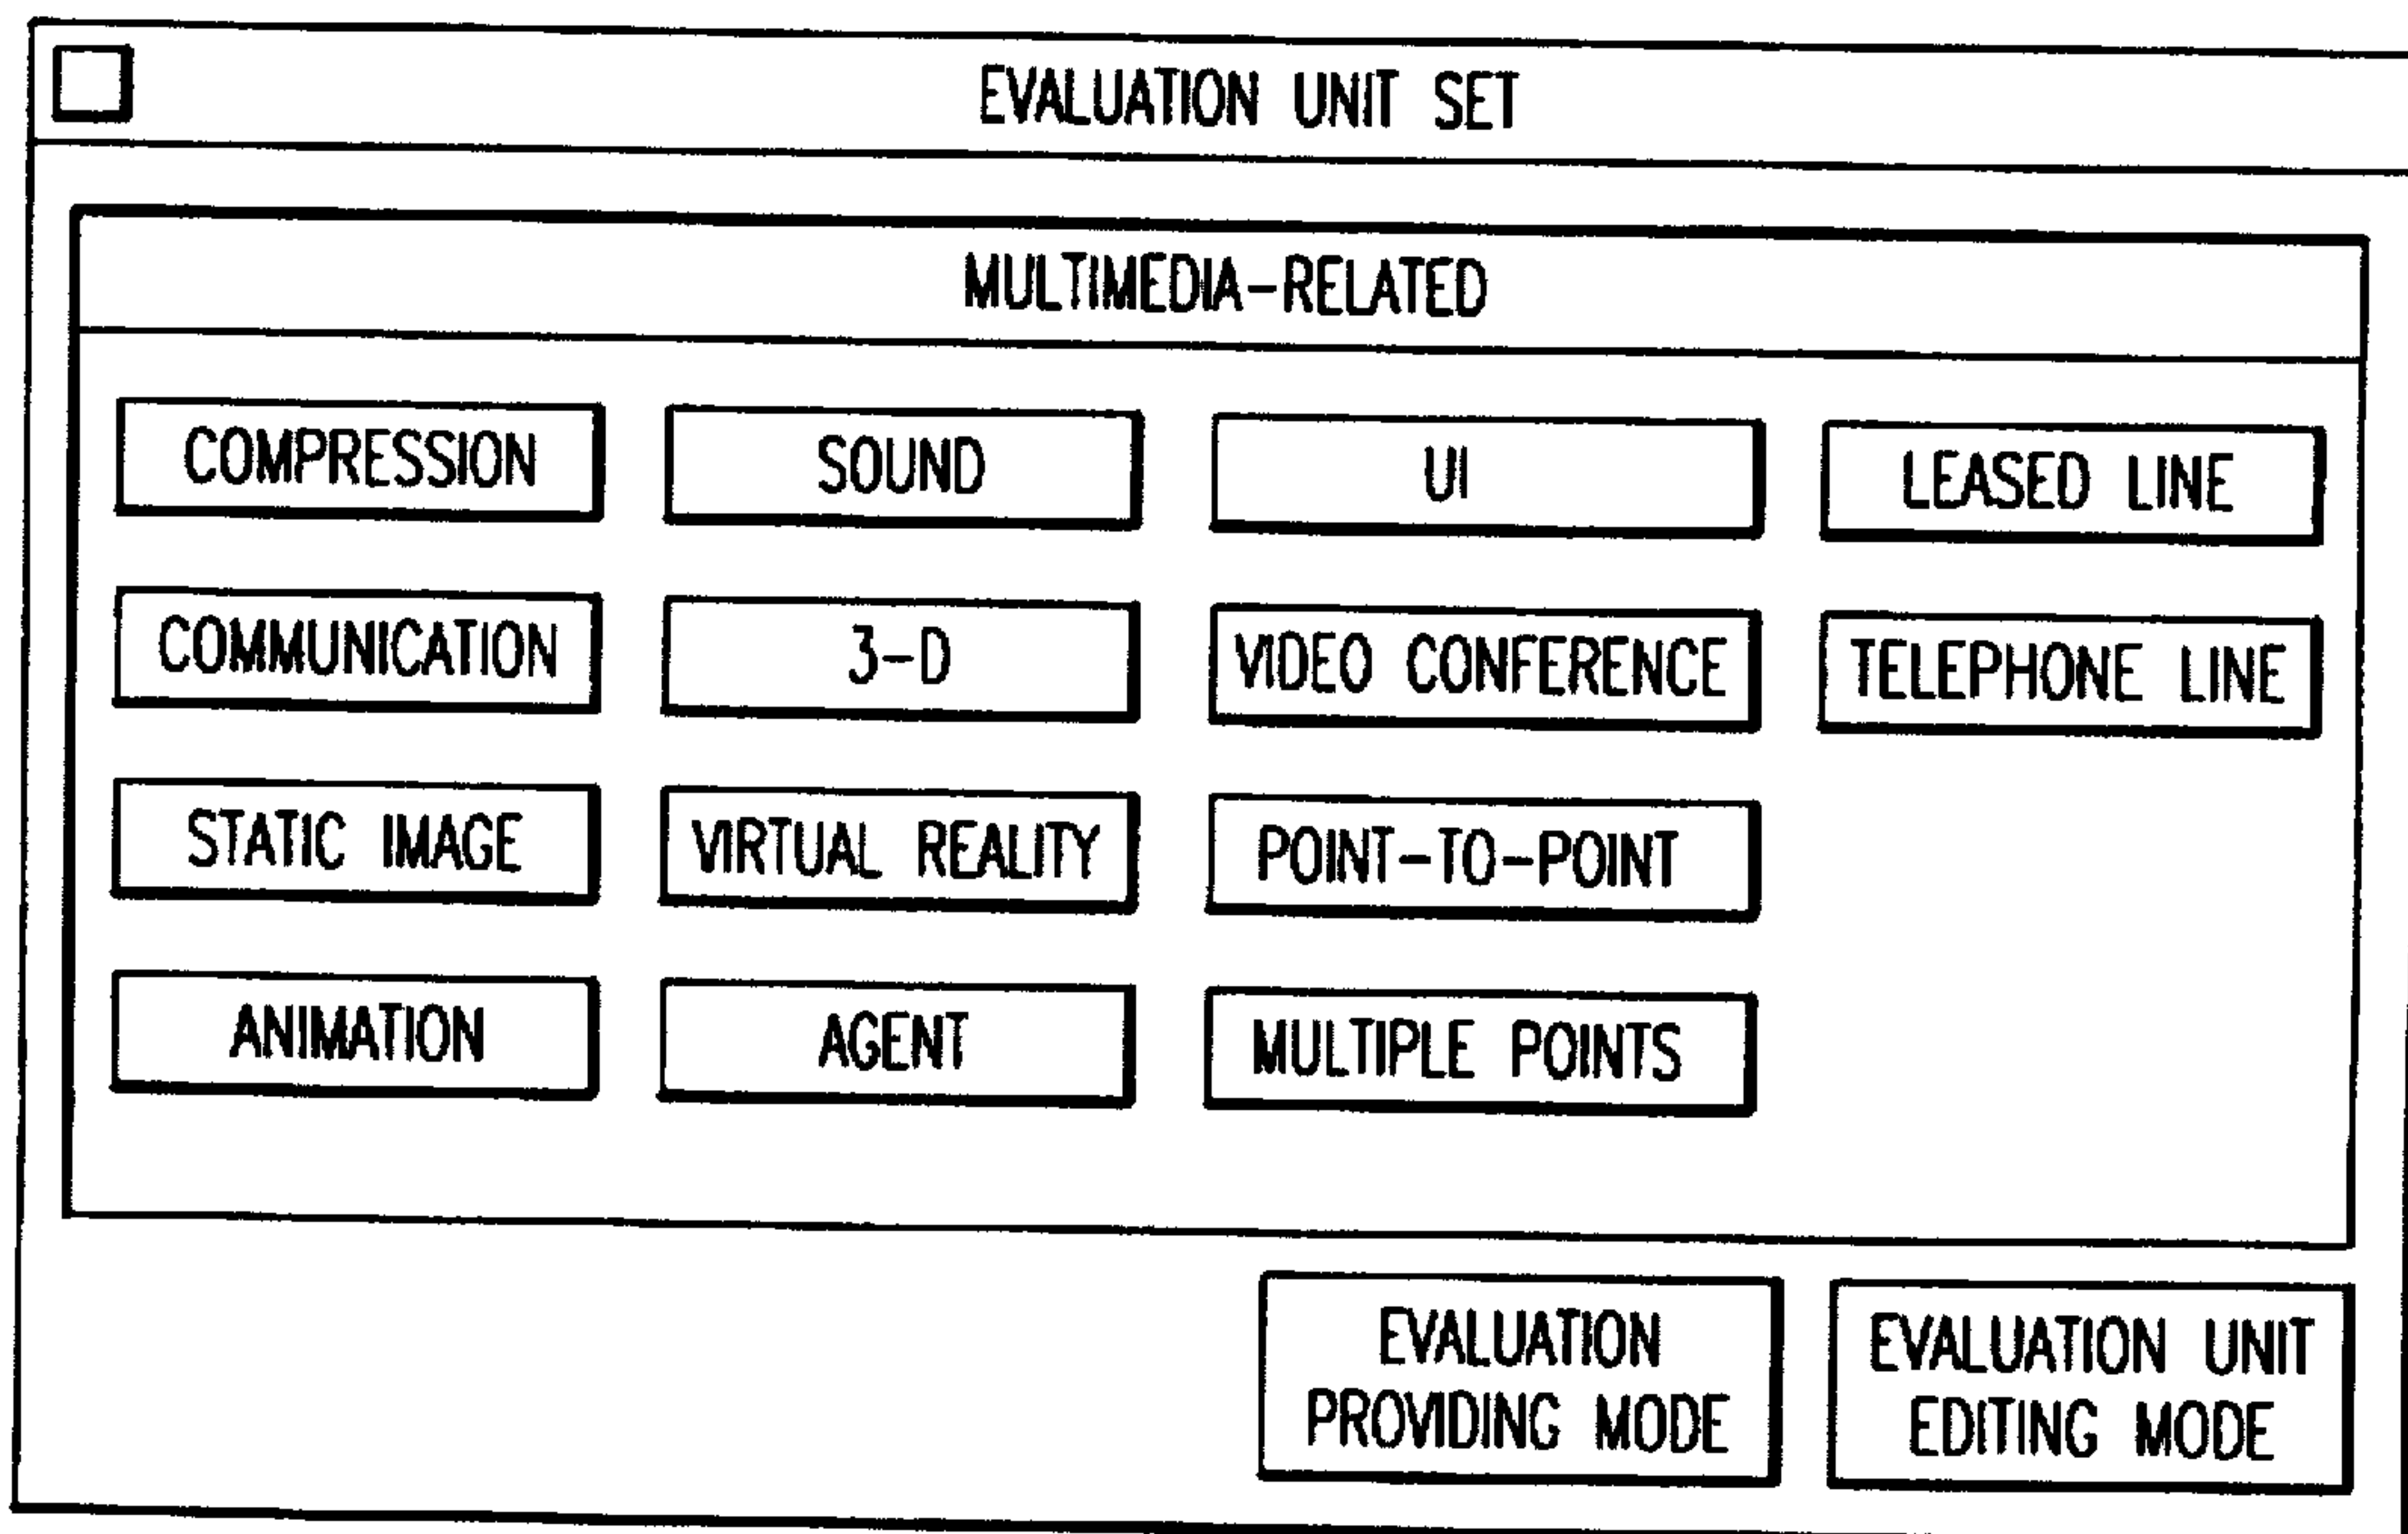 EVALUATION UNIT SET
MULTIMEDIA-RELATED
COMPRESSION SOUND UI LEASED LINE
COMMUNICATION 3-D VIDEO CONFERENCE TELEPHONE LINE
STATIC IMAGE VIRTUAL REALITY POINT-TO-POINT
ANIMATION AGENT MULTIPLE POINTS
EVALUATION
PROVIDING MODE
EVALUATION UNIT
EDITING MODE